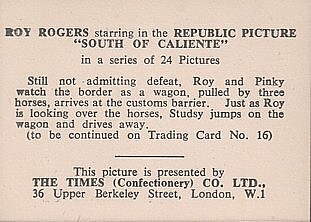 ROY ROGERS starring in the REPUBLIC PICTURE
"SOUTH OF CALIENTE"
in a series of 24 Pictures
Still not admitting defeat, Roy and Pinky
watch the border as a wagon, pulled by three
horses, arrives at the customs barrier. Just as Roy
is looking over the horses, Studsy jumps on the
wagon and drives away.
(to be continued on Trading Card No. 16)
This picture is presented by
THE TIMES (Confectionery) CO. LTD.,
36 Upper Berkeley Street, London, W.1